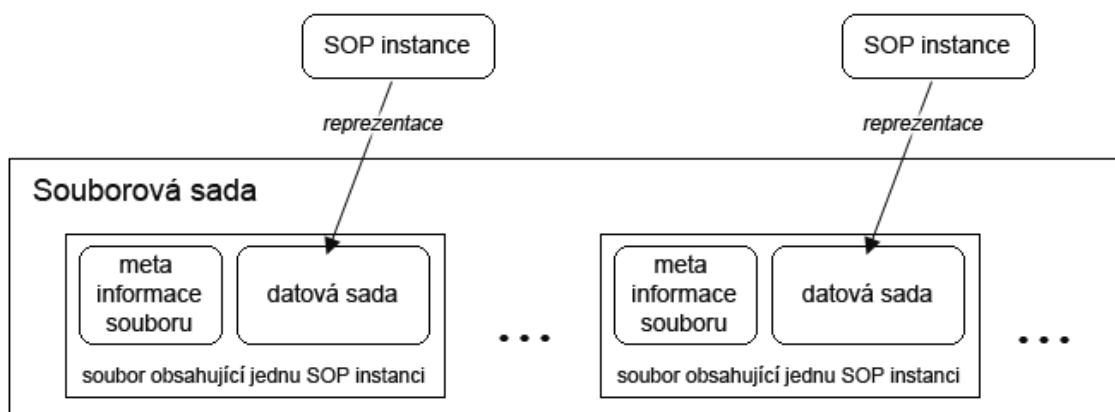 SOP instance
SOP instance
reprezentace
reprezentace
Souborová sada
meta
informace
souboru
datová sada
soubor obsahující jednu SOP instanci
...
meta
informace
souboru
datová sada
soubor obsahující jednu SOP instanci
...